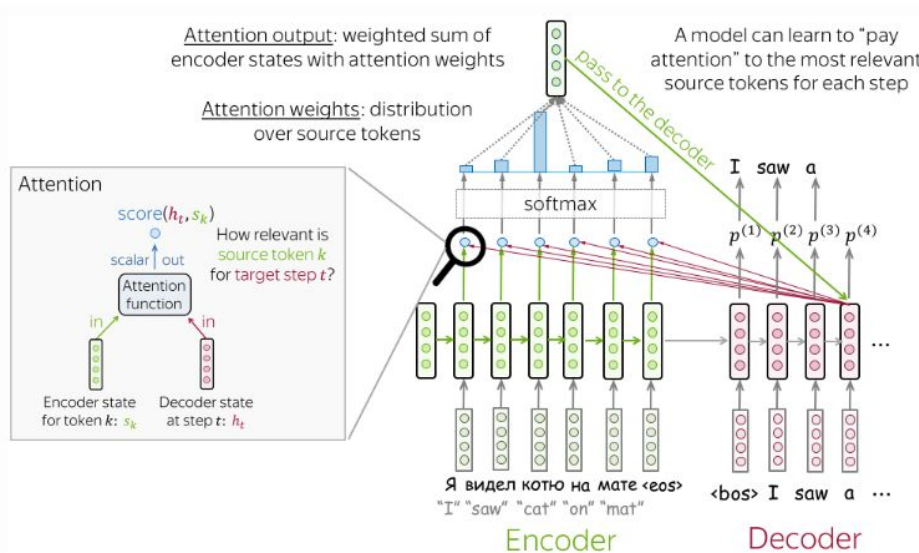 Attention output: weighted sum of
encoder states with attention weights
A model can learn to "pay
attention" to the most relevant
source tokens for each step
pass to the decoder
Attention weights: distribution
over source tokens
I saw a
softmax
p(1) p(2) p(3) p(4)
Attention
score(hₜ, sₖ)
How relevant is
source token k
for target step t?
scalar out
Attention
function
in in
Encoder state
for token k: sₖ
Decoder state
at step t: hₜ
...
Я видел котю на мате <eos>
"I" "saw" "cat" "on" "mat"
<bos> I saw a ...
Encoder
Decoder